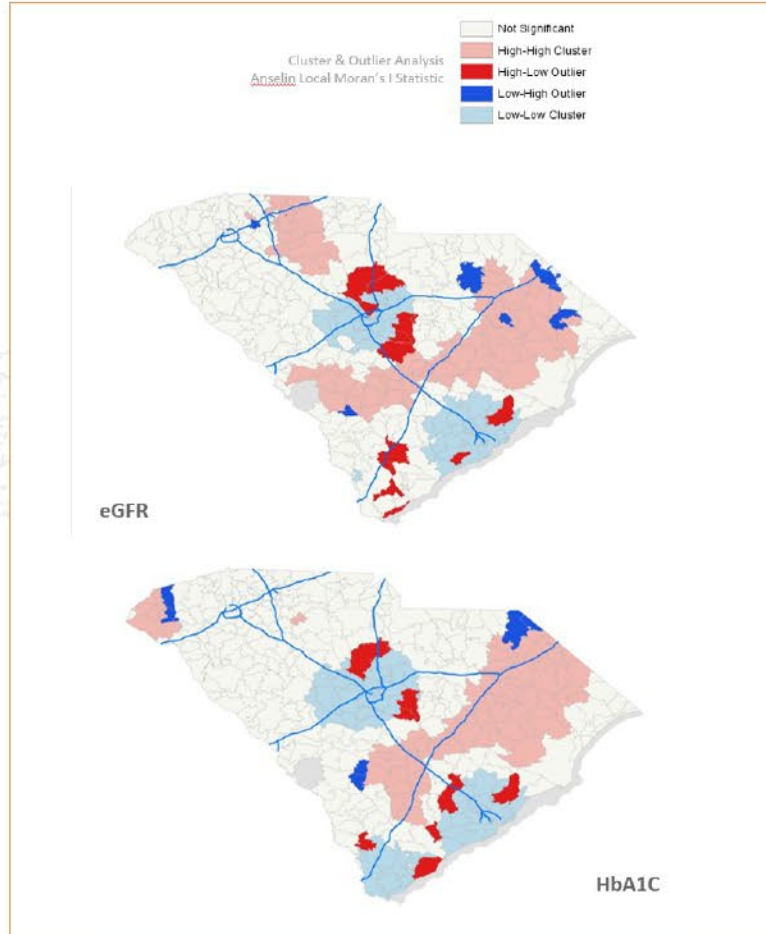 Not Significant
High-High Cluster
High-Low Outlier
Low-High Outlier
Low-Low Cluster
Cluster & Outlier Analysis
Anselin Local Moran's I Statistic
eGFR
HbA1C